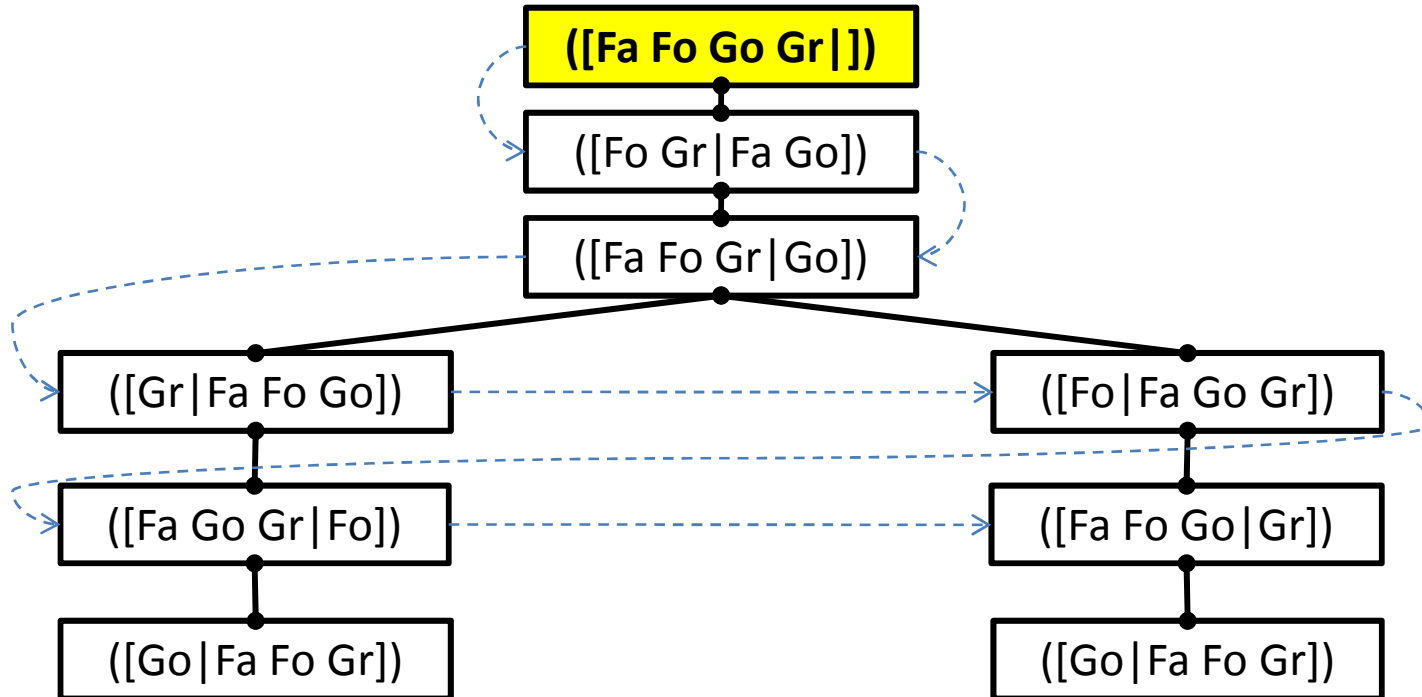 ([Fa Fo Go Gr|])
([Fo Gr|Fa Go])
([Fa Fo Gr|Go])
([Gr|Fa Fo Go])
([Fo|Fa Go Gr])
([Fa Go Gr|Fo])
([Fa Fo Go|Gr])
([Go|Fa Fo Gr])
([Go|Fa Fo Gr])